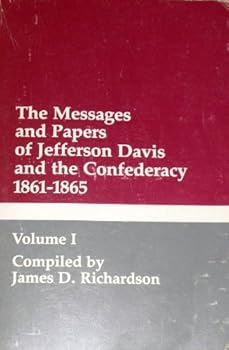 The Messages
and Papers
of Jefferson Davis
and the Confederacy
1861-1865
Volume I
Compiled by
James D. Richardson